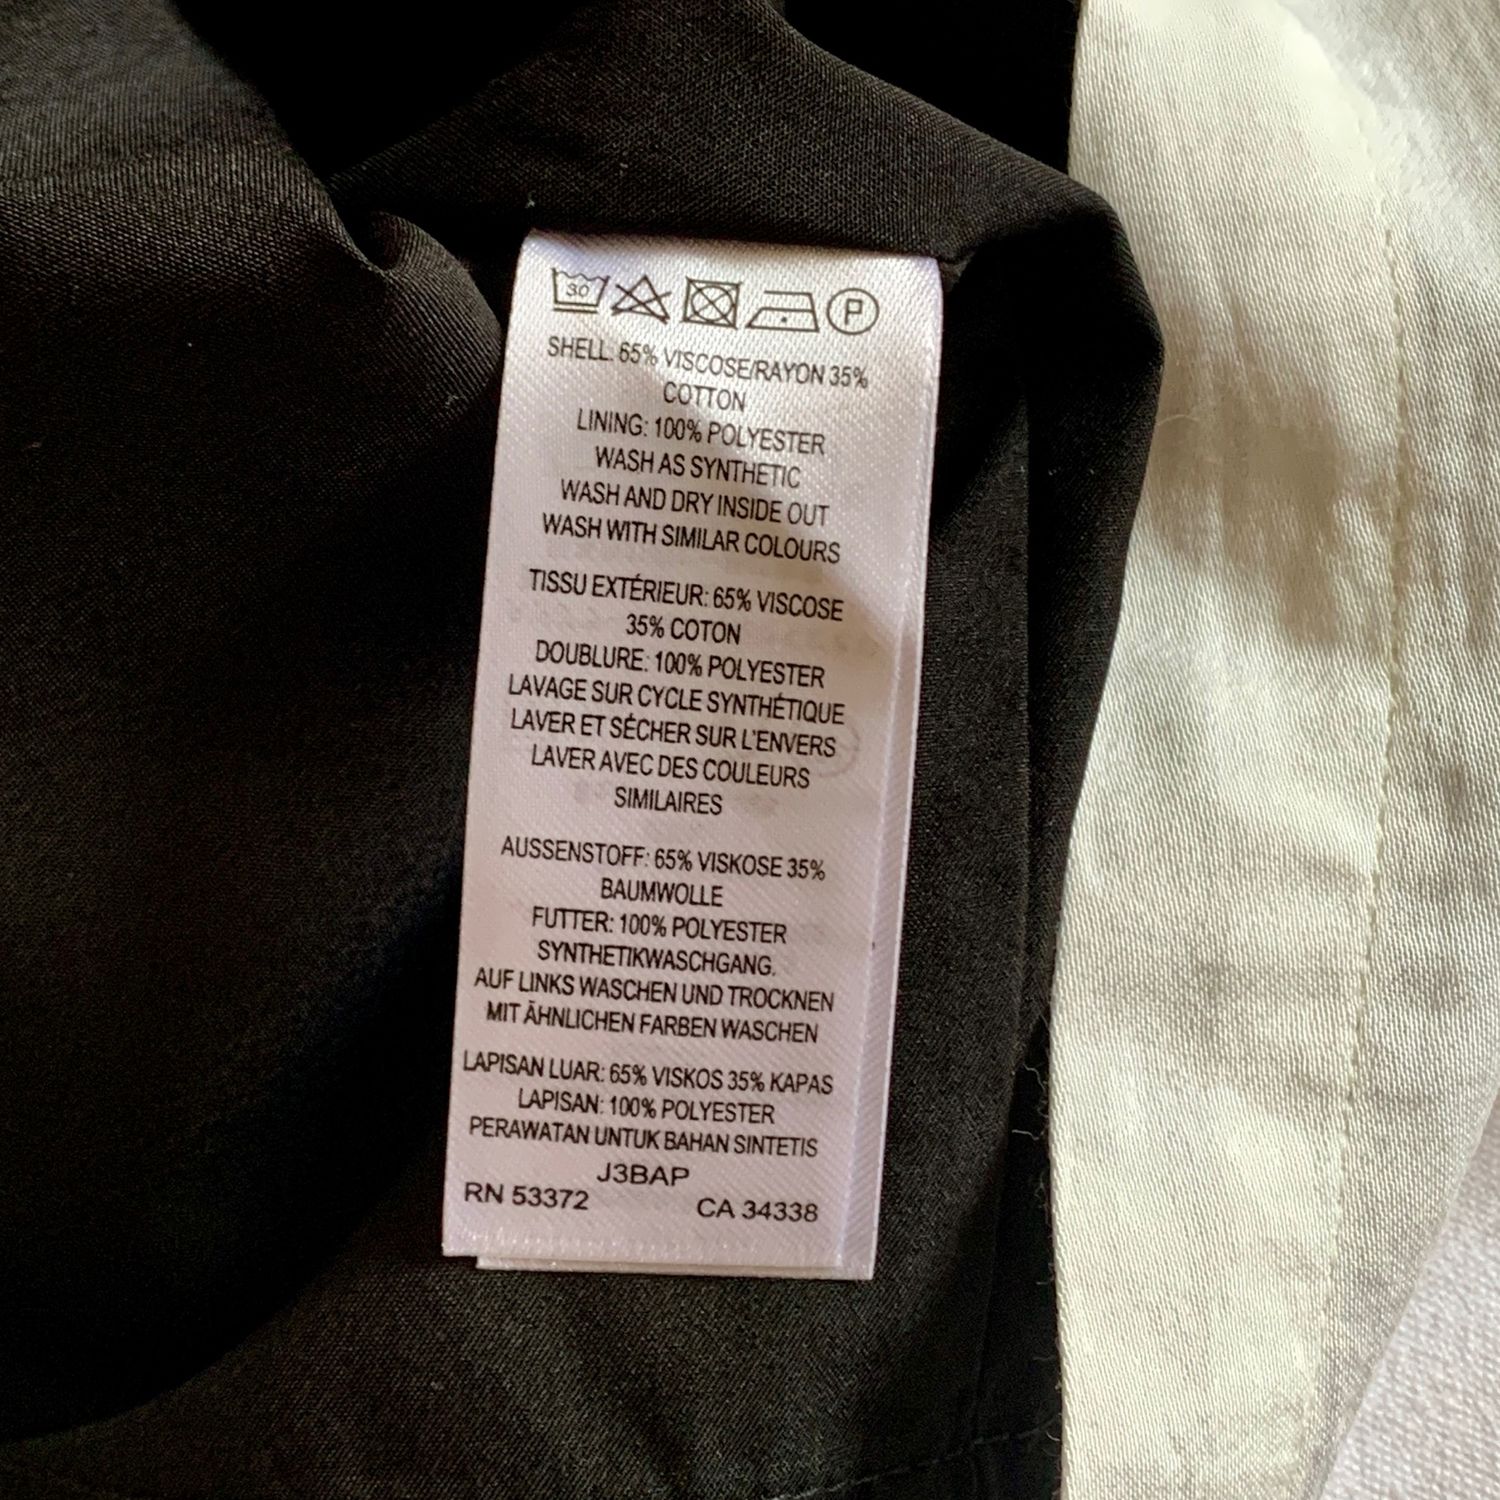 30 P
SHELL: 65% VISCOSE/RAYON 35%
COTTON
LINING: 100% POLYESTER
WASH AS SYNTHETIC
WASH AND DRY INSIDE OUT
WASH WITH SIMILAR COLOURS
TISSU EXTÉRIEUR: 65% VISCOSE
35% COTON
DOUBLURE: 100% POLYESTER
LAVAGE SUR CYCLE SYNTHÉTIQUE
LAVER ET SÉCHER SUR L'ENVERS
LAVER AVEC DES COULEURS
SIMILAIRES
AUSSENSTOFF: 65% VISKOSE 35%
BAUMWOLLE
FUTTER: 100% POLYESTER
SYNTHETIKWASCHGANG.
AUF LINKS WASCHEN UND TROCKNEN
MIT ÄHNLICHEN FARBEN WASCHEN
LAPISAN LUAR: 65% VISKOS 35% KAPAS
LAPISAN: 100% POLYESTER
PERAWATAN UNTUK BAHAN SINTETIS
J3BAP
RN 53372 CA 34338